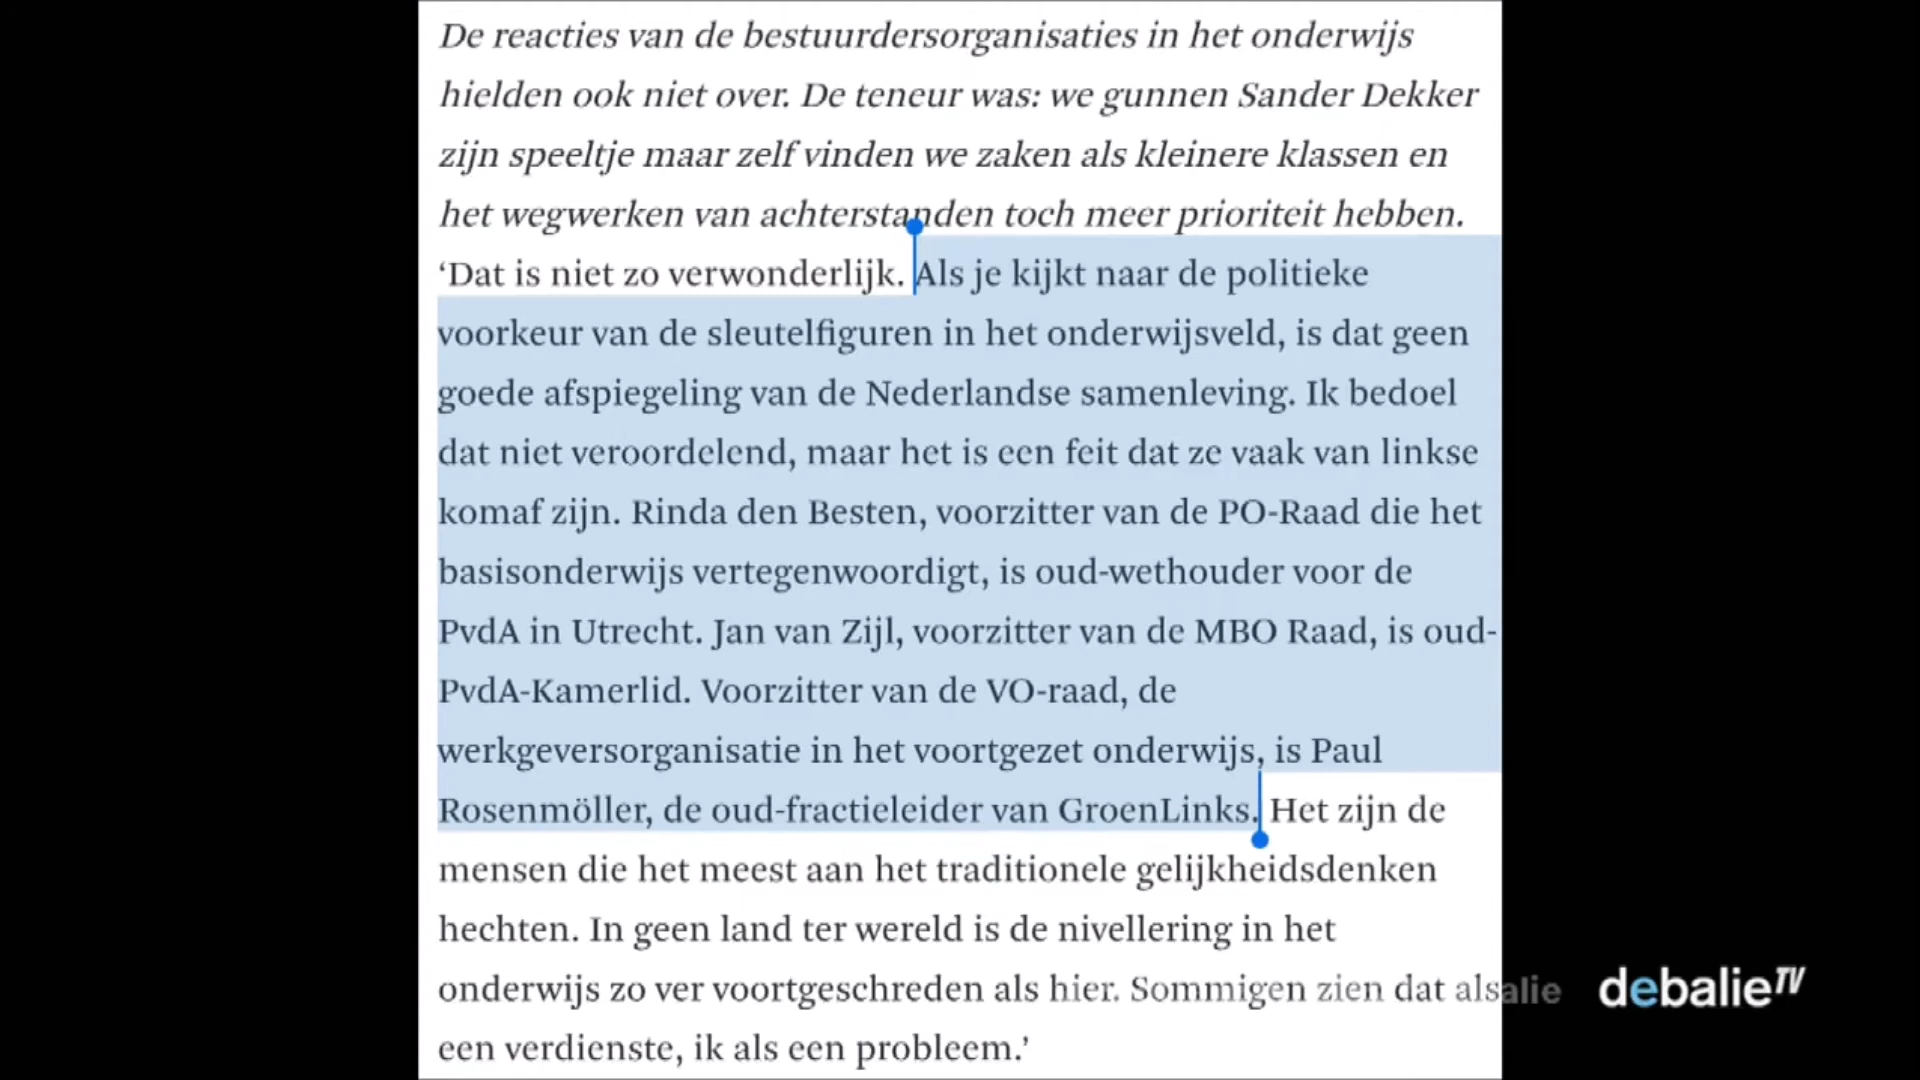 De reacties van de bestuurdersorganisaties in het onderwijs
hielden ook niet over. De teneur was: we gunnen Sander Dekker
zijn speeltje maar zelf vinden we zaken als kleinere klassen en
het wegwerken van achterstanden toch meer prioriteit hebben.
‘Dat is niet zo verwonderlijk. Als je kijkt naar de politieke
voorkeur van de sleutelfiguren in het onderwijsveld, is dat geen
goede afspiegeling van de Nederlandse samenleving. Ik bedoel
dat niet veroordelend, maar het is een feit dat ze vaak van linkse
komaf zijn. Rinda den Besten, voorzitter van de PO-Raad die het
basisonderwijs vertegenwoordigt, is oud-wethouder voor de
PvdA in Utrecht. Jan van Zijl, voorzitter van de MBO Raad, is oud-
PvdA-Kamerlid. Voorzitter van de VO-raad, de
werkgeversorganisatie in het voortgezet onderwijs, is Paul
Rosenmöller, de oud-fractieleider van GroenLinks. Het zijn de
mensen die het meest aan het traditionele gelijkheidsdenken
hechten. In geen land ter wereld is de nivellering in het
onderwijs zo ver voortgeschreden als hier. Sommigen zien dat als
een verdienste, ik als een probleem.’
alie debalieTV